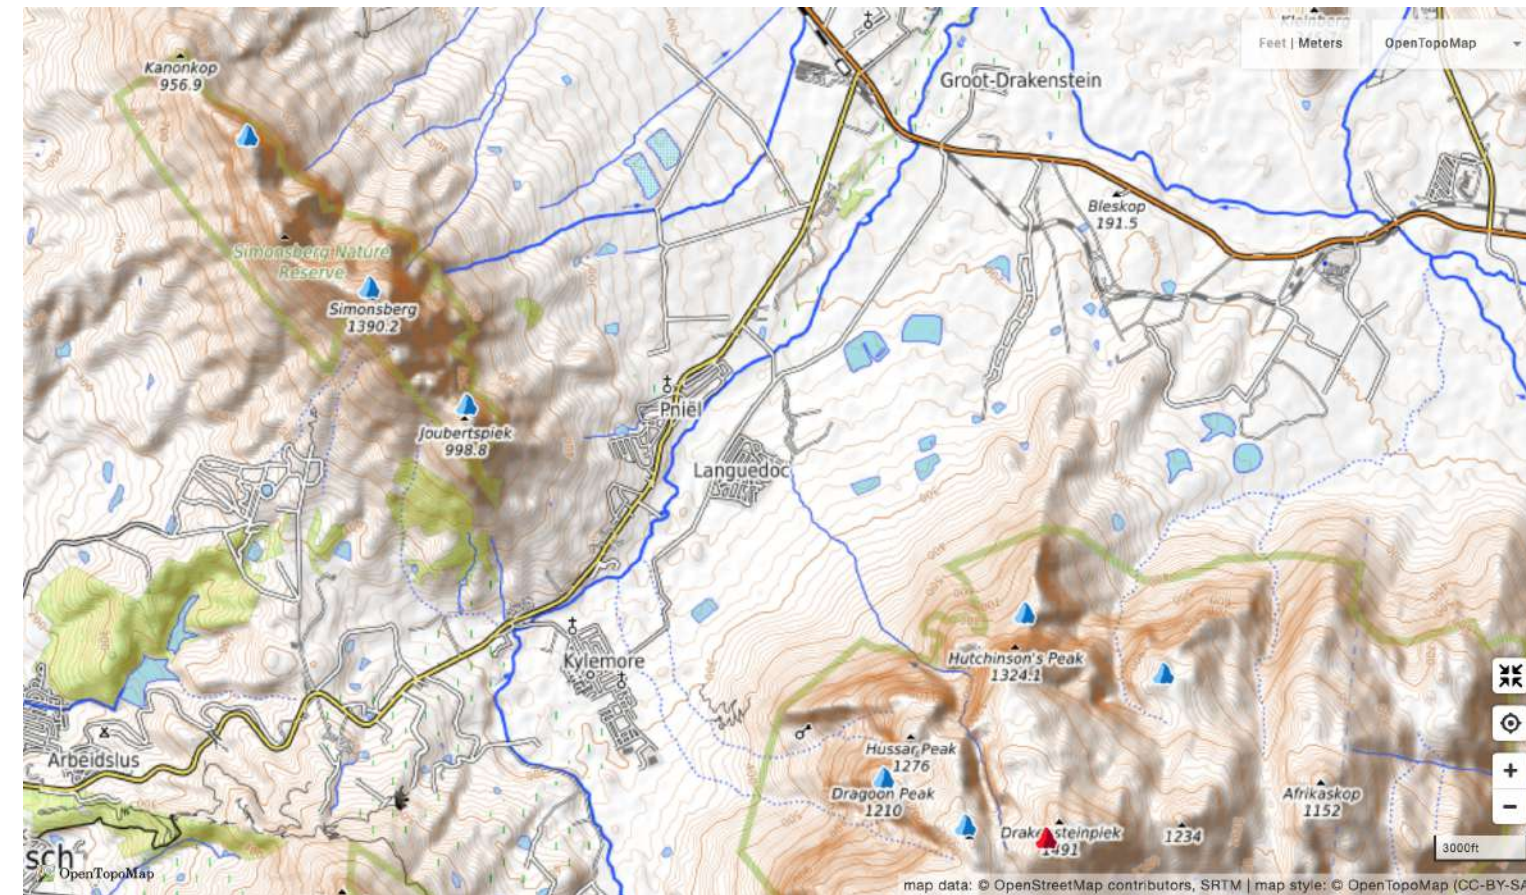 Kanonkop
956.9
Feet | Meters
OpenTopoMap
Groot-Drakenstein
Bleskop
191.5
Simonsberg Nature
Reserve
Simonsberg
1390.2
Joubertspiek
998.8
Pniël
Languedoc
Kylemore
Hutchinson's Peak
1324.1
Hussar Peak
1276
Dragoon Peak
1210
Afrikaskop
1152
1234
1491
Arbeidslus
sch
3000ft
OpenTopoMap
map data: © OpenStreetMap contributors, SRTM | map style: © OpenTopoMap (CC-BY-SA